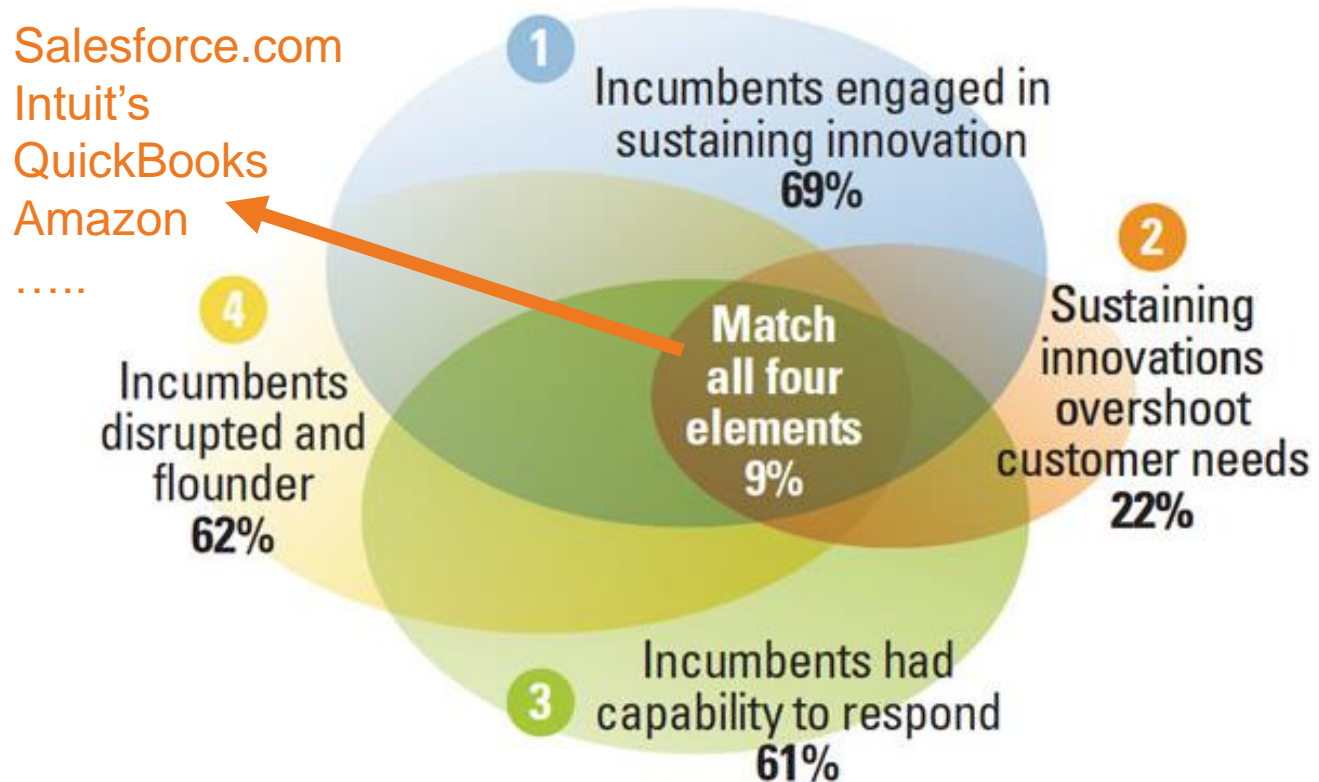 Salesforce.com
Intuit’s
QuickBooks
Amazon
…..
1
Incumbents engaged in
sustaining innovation
69%
2
Sustaining
innovations
overshoot
customer needs
22%
Match
all four
elements
9%
4
Incumbents
disrupted and
flounder
62%
3
Incumbents had
capability to respond
61%